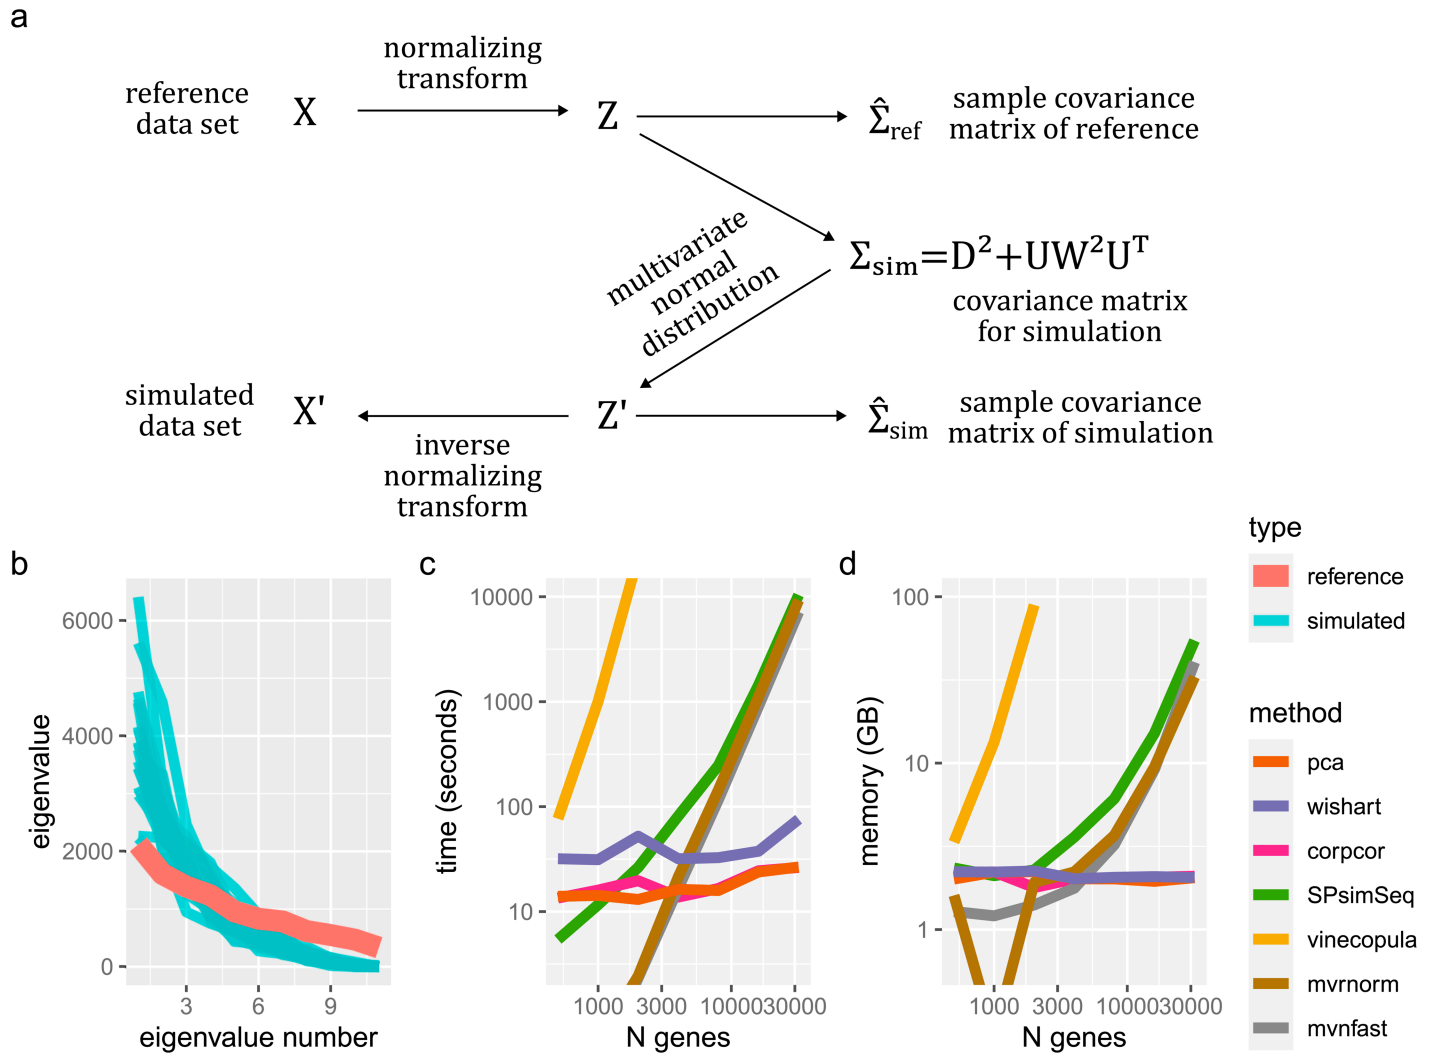 a
normalizing
transform
reference
data set
X
Z
Σ̂ref
sample covariance
matrix of reference
multivariate
normal
distribution
Σsim=D²+UW²Uᵀ
covariance matrix
for simulation
simulated
data set
X'
Z'
Σ̂sim
sample covariance
matrix of simulation
inverse
normalizing
transform
b
eigenvalue
6000
4000
2000
0
3 6 9
eigenvalue number
c
time (seconds)
10000
1000
100
10
1000 3000 10000 30000
N genes
d
memory (GB)
100
10
1
1000 3000 10000 30000
N genes
type
reference
simulated
method
pca
wishart
corpcor
SPsimSeq
vinecopula
mvrnorm
mvnfast